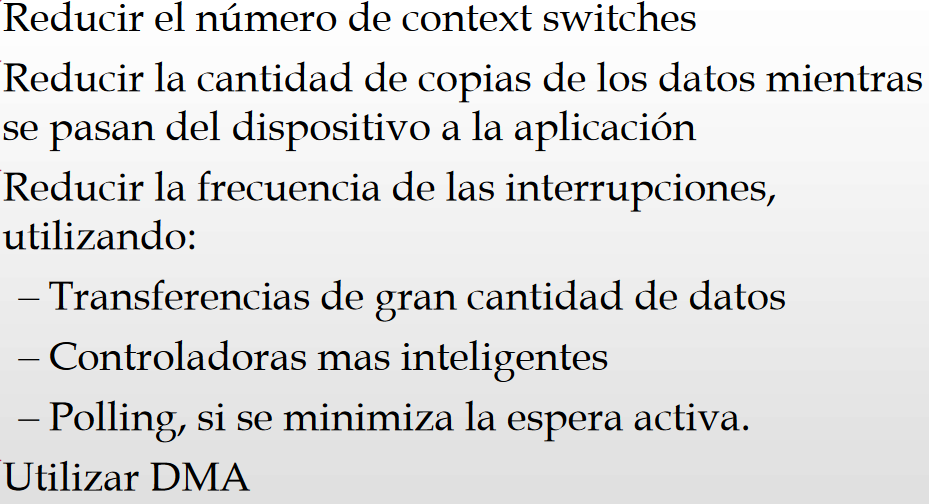 Reducir el número de context switches
Reducir la cantidad de copias de los datos mientras
se pasan del dispositivo a la aplicación
Reducir la frecuencia de las interrupciones,
utilizando:
– Transferencias de gran cantidad de datos
– Controladoras mas inteligentes
– Polling, si se minimiza la espera activa.
Utilizar DMA